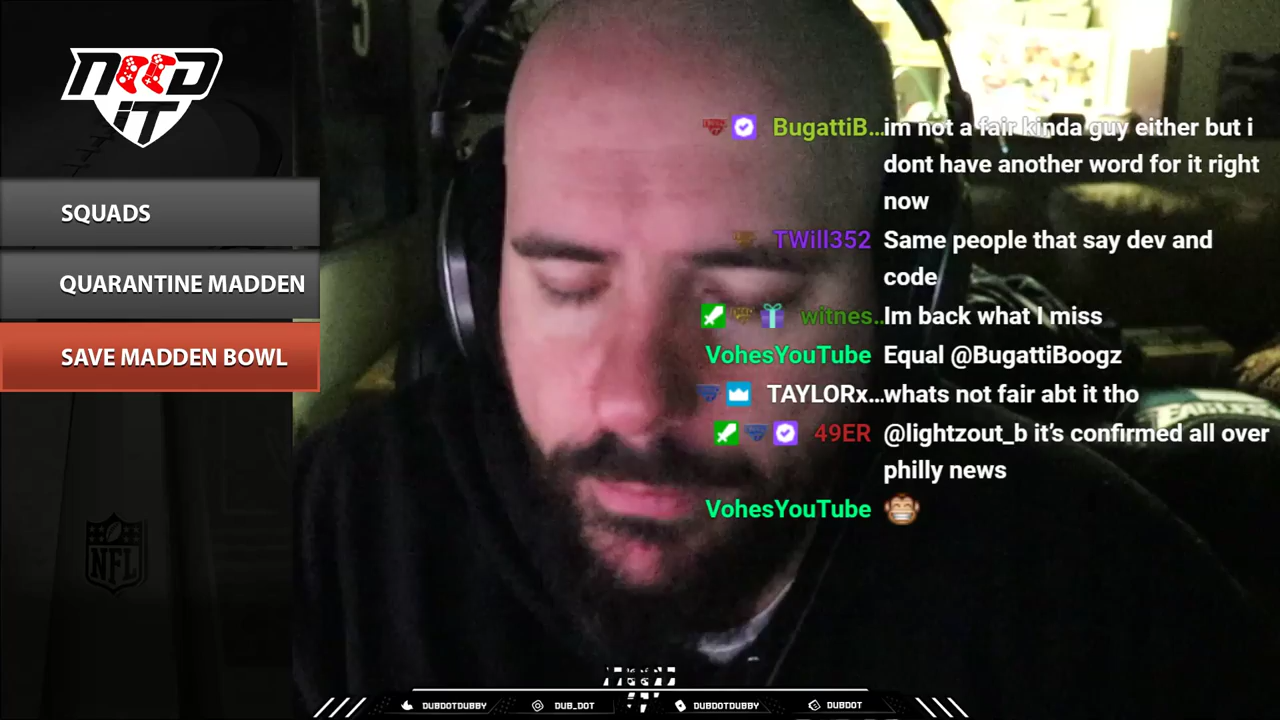 NERD
iT
SQUADS
QUARANTINE MADDEN
SAVE MADDEN BOWL
NFL
BugattiB... im not a fair kinda guy either but i
dont have another word for it right
now
TWill352 Same people that say dev and
code
witnes.. Im back what I miss
VohesYouTube Equal @BugattiBoogz
TAYLORx... whats not fair abt it tho
49ER @lightzout_b it's confirmed all over
philly news
VohesYouTube
EAGLES
DUBDOTDUBBY
DUB_DOT
DUBDOTDUBBY
DUBDOT